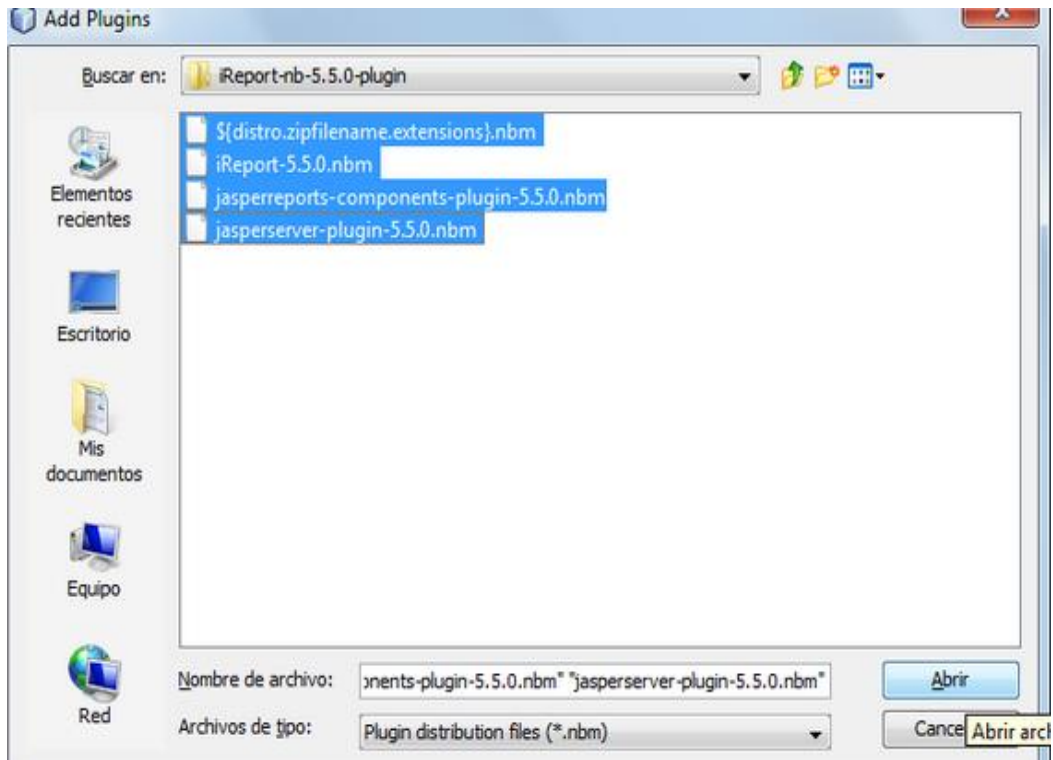 Add Plugins
Buscar en:
iReport-nb-5.5.0-plugin
${distro.zipfilename.extensions}.nbm
iReport-5.5.0.nbm
jasperreports-components-plugin-5.5.0.nbm
jasperserver-plugin-5.5.0.nbm
Elementos
recientes
Escritorio
Mis
documentos
Equipo
Red
Nombre de archivo:
onents-plugin-5.5.0.nbm" "jasperserver-plugin-5.5.0.nbm"
Abrir
Archivos de tipo:
Plugin distribution files (*.nbm)
Cance
Abrir arch